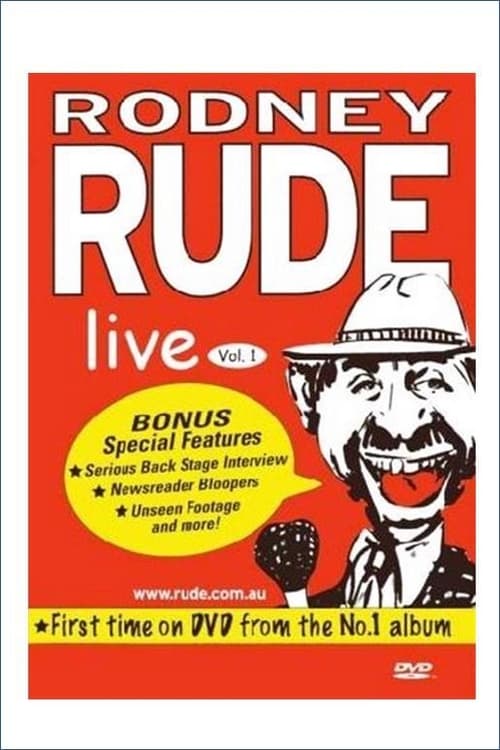 RODNEY
RUDE
live Vol. 1
BONUS
Special Features
★Serious Back Stage Interview
★ Newsreader Bloopers
★ Unseen Footage
and more!
www.rude.com.au
★First time on DVD from the No.1 album
DVD